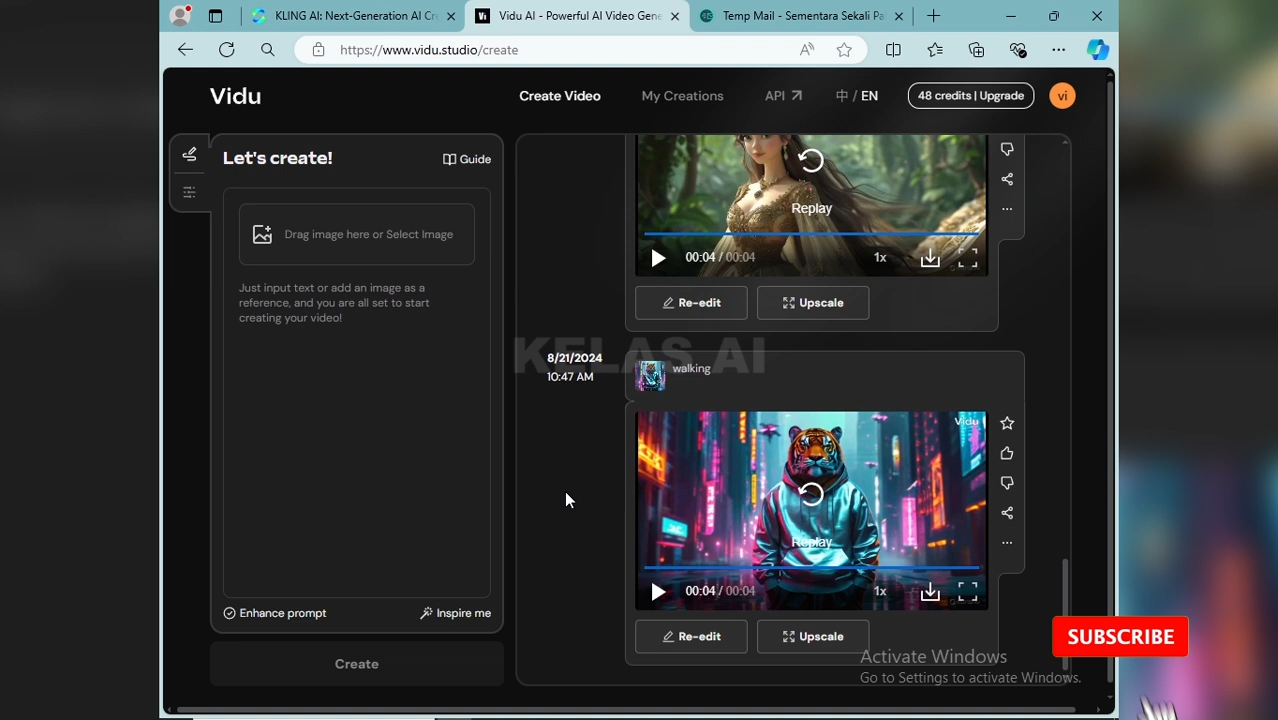 KLING AI: Next-Generation AI Cr
Vidu AI - Powerful AI Video Gene
Temp Mail - Sementara Sekali Pa
https://www.vidu.studio/create
Vidu
Create Video
My Creations
API
中 / EN
48 credits | Upgrade
vi
Let's create!
Guide
Drag image here or Select Image
Just input text or add an image as a
reference, and you are all set to start
creating your video!
Enhance prompt
Inspire me
Create
Replay
00:04 / 00:04
1x
Re-edit
Upscale
KELAS AI
8/21/2024
10:47 AM
walking
Vidu
Replay
00:04 / 00:04
1x
Re-edit
Upscale
SUBSCRIBE
Activate Windows
Go to Settings to activate Windows.